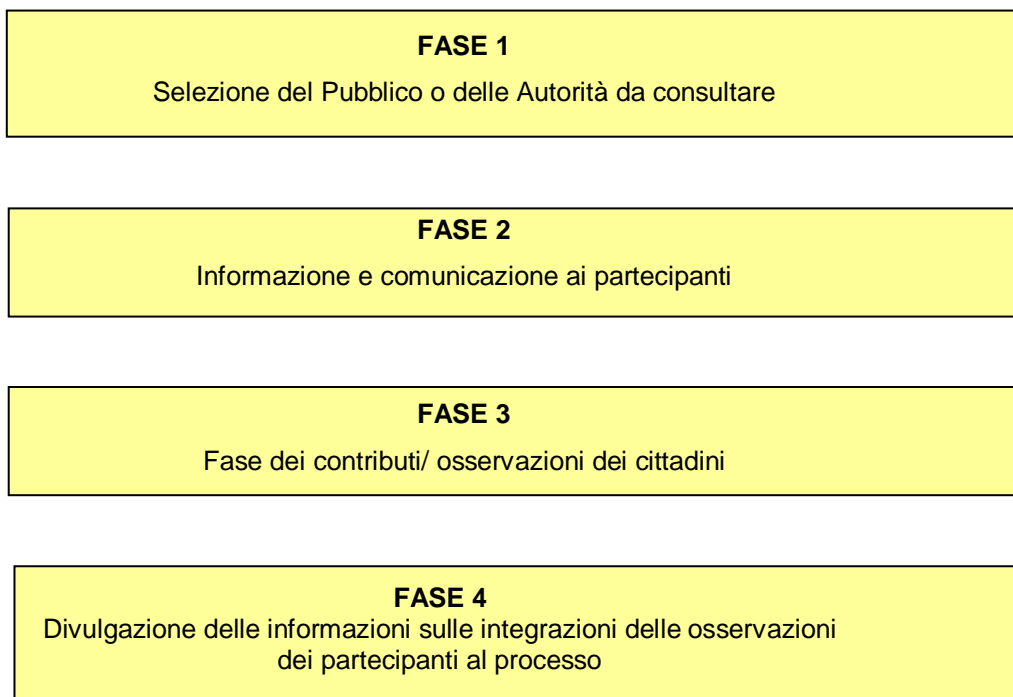 FASE 1
Selezione del Pubblico o delle Autorità da consultare
FASE 2
Informazione e comunicazione ai partecipanti
FASE 3
Fase dei contributi/ osservazioni dei cittadini
FASE 4
Divulgazione delle informazioni sulle integrazioni delle osservazioni
dei partecipanti al processo